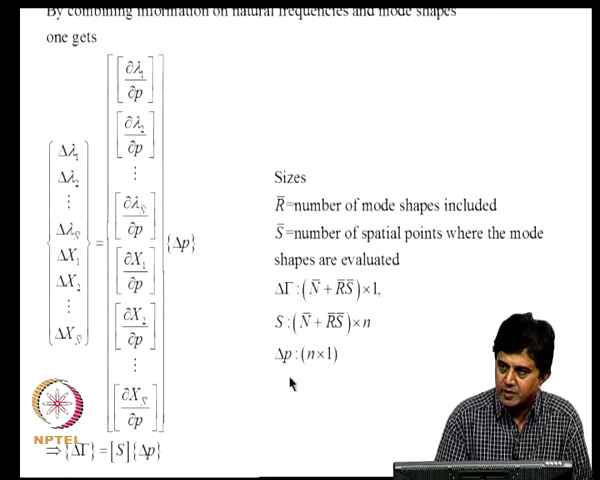 By combining information on natural frequencies and mode shapes
one gets
{Δλ₁ Δλ₂ ⋮ Δλ_S̄ ΔX₁ ΔX₂ ⋮ ΔX_S̄} = [[∂λ₁/∂p] [∂λ₂/∂p] ⋮ [∂λ_S̄/∂p] [∂X₁/∂p] [∂X₂/∂p] ⋮ [∂X_S̄/∂p]] {Δp}
⇒ {ΔΓ} = [S]{Δp}
Sizes
R̄=number of mode shapes included
S̄=number of spatial points where the mode
shapes are evaluated
ΔΓ : (N̄ + R̄S̄)×1,
S : (N̄ + R̄S̄)×n
Δp : (n×1)
NPTEL